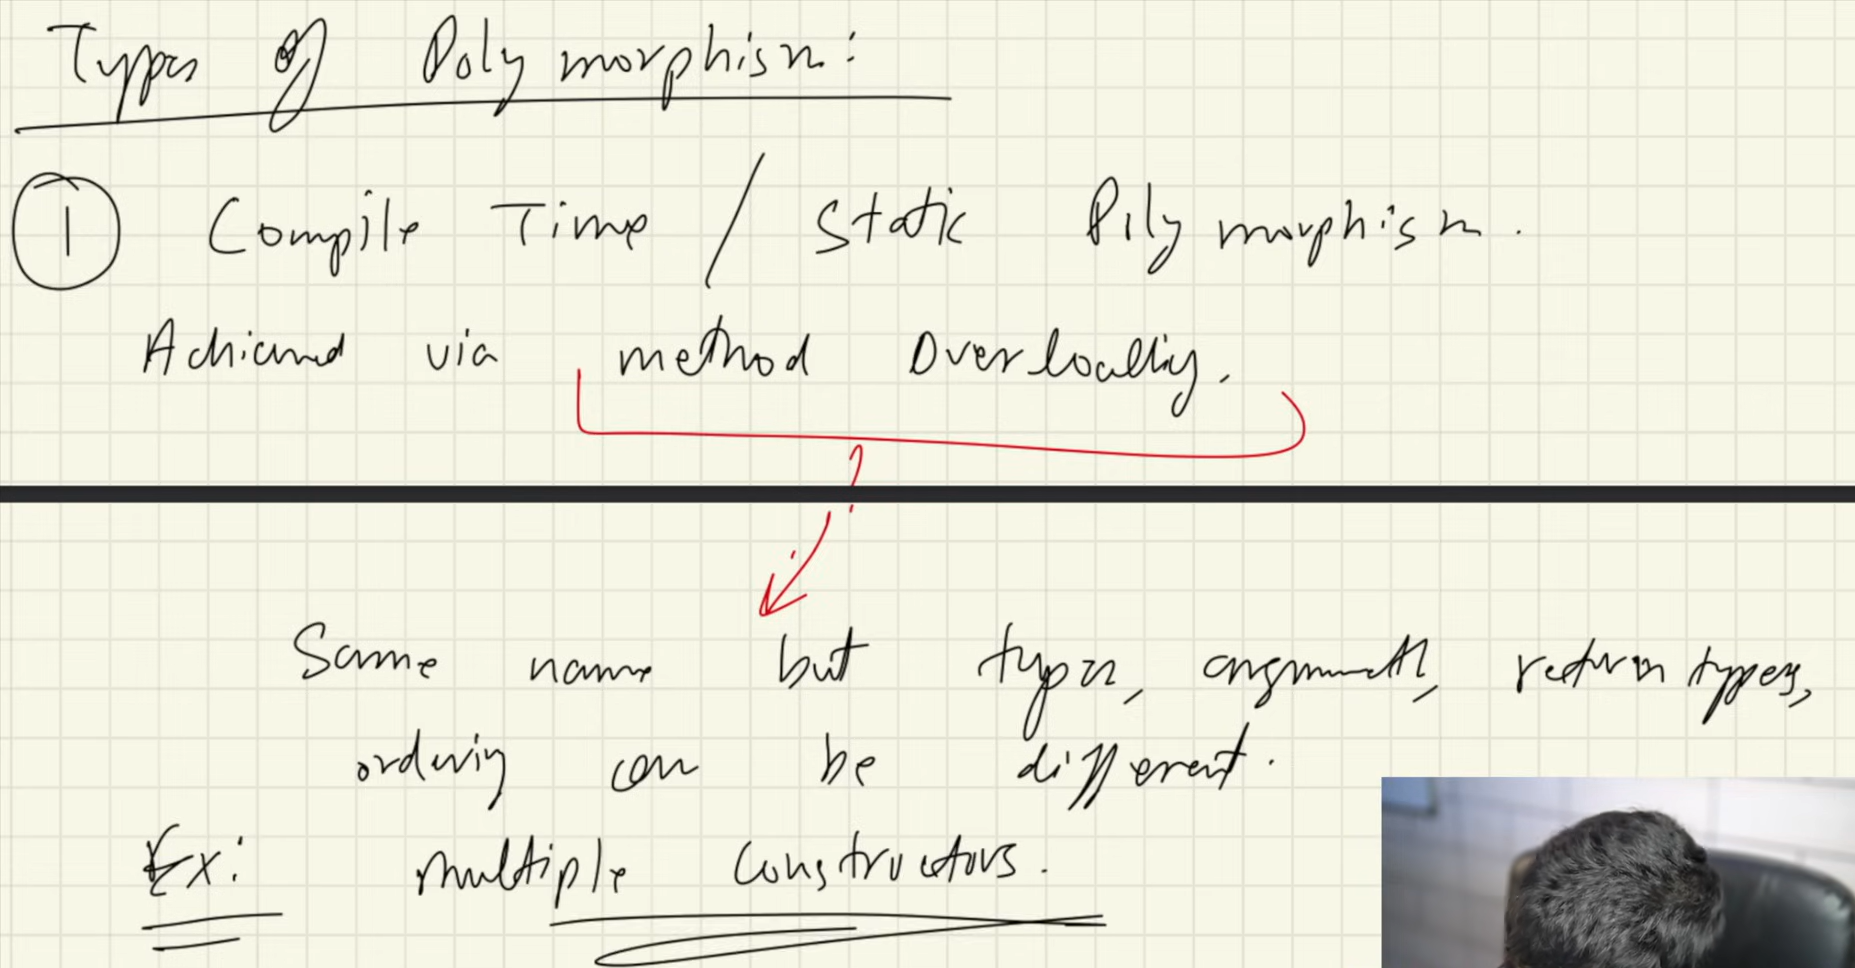 Types of Polymorphism:
1 Compile Time / Static Polymorphism.
Achieved via method Overloading.
Same name but types, arguments, return types,
ordering can be different.
Ex: multiple constructors.